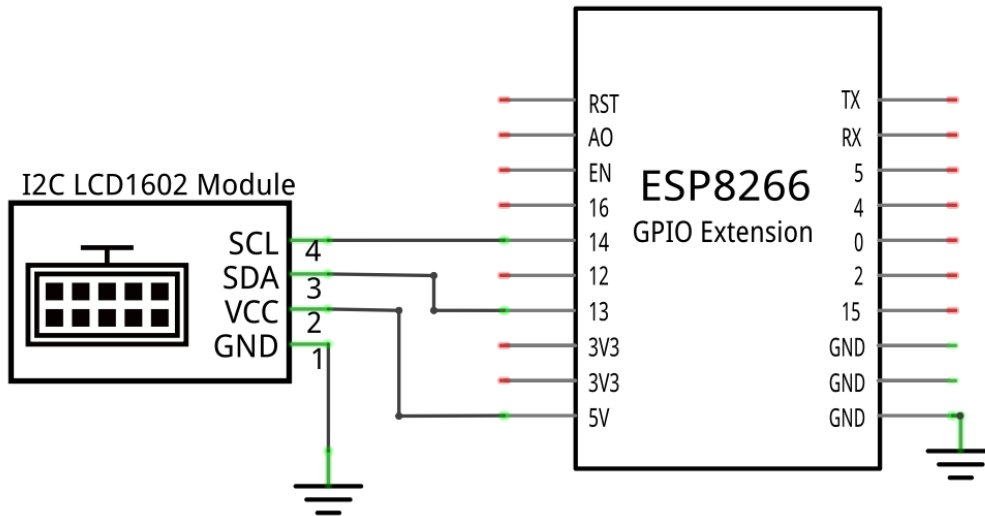 I2C LCD1602 Module
SCL 4
SDA 3
VCC 2
GND 1
ESP8266
GPIO Extension
RST
AO
EN
16
14
12
13
3V3
3V3
5V
TX
RX
5
4
0
2
15
GND
GND
GND